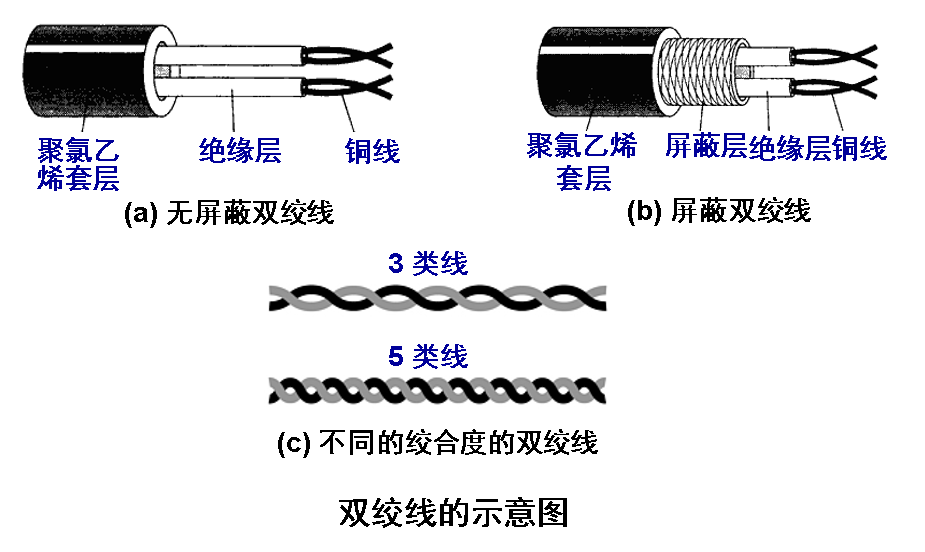 聚氯乙
烯套层
绝缘层
铜线
(a) 无屏蔽双绞线
聚氯乙烯
套层
屏蔽层
绝缘层
铜线
(b) 屏蔽双绞线
3 类线
5 类线
(c) 不同的绞合度的双绞线
双绞线的示意图